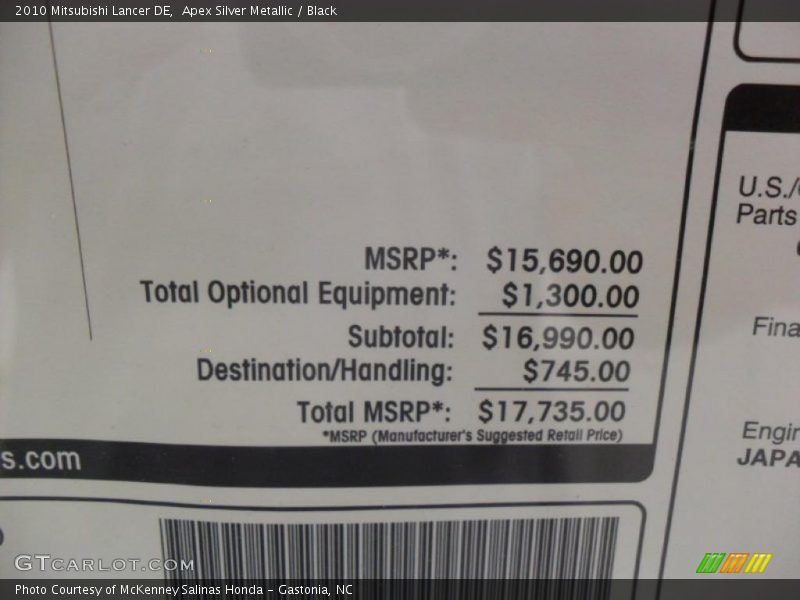 2010 Mitsubishi Lancer DE,  Apex Silver Metallic / Black
U.S./
Parts
MSRP*: $15,690.00
Total Optional Equipment: $1,300.00
Subtotal: $16,990.00
Destination/Handling: $745.00
Total MSRP*: $17,735.00
*MSRP (Manufacturer's Suggested Retail Price)
Fina
Engin
JAPA
s.com
GTCARLOT.COM
Photo Courtesy of McKenney Salinas Honda - Gastonia, NC